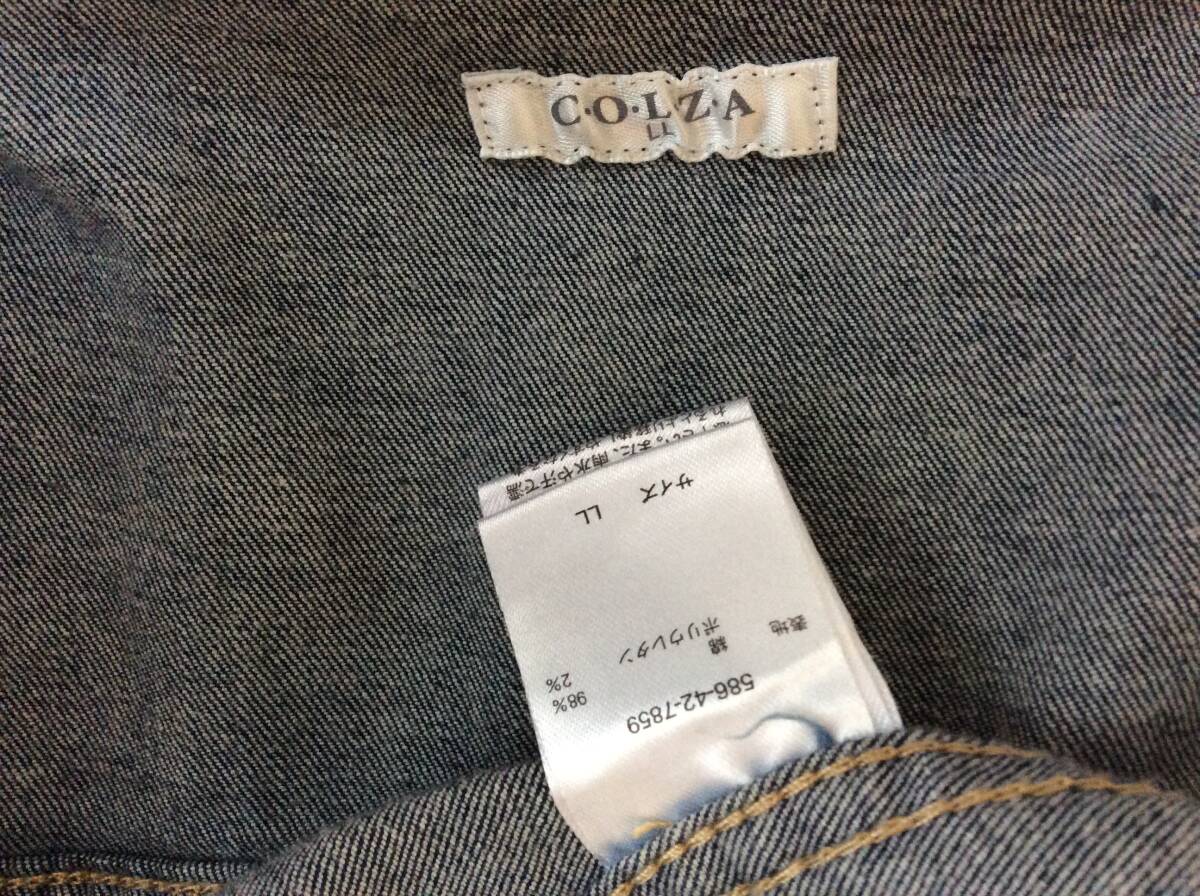 C·O·L·Z·A
LL
586-42-7859
表地
綿 98%
ポリウレタン 2%
サイズ LL